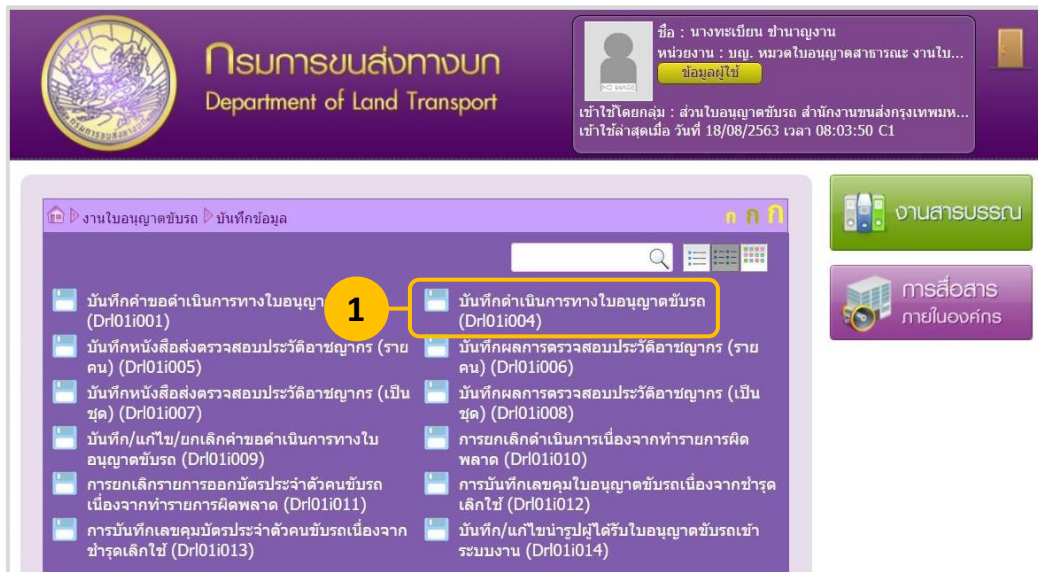 กรมการขนส่งทางบก
Department of Land Transport
ชื่อ : นางทะเบียน ชำนาญงาน
หน่วยงาน : บญ. หมวดใบอนุญาตสาธารณะ งานใบ...
ข้อมูลผู้ใช้
NO IMAGE
เข้าใช้โดยกลุ่ม : ส่วนใบอนุญาตขับรถ สำนักงานขนส่งกรุงเทพมห...
เข้าใช้ล่าสุดเมื่อ วันที่ 18/08/2563 เวลา 08:03:50 C1
งานใบอนุญาตขับรถ บันทึกข้อมูล
ก ก ก
งานสารบรรณ
การสื่อสาร
ภายในองค์กร
1
บันทึกคำขอดำเนินการทางใบอนุญา
(Drl01i001)
บันทึกดำเนินการทางใบอนุญาตขับรถ
(Drl01i004)
บันทึกหนังสือส่งตรวจสอบประวัติอาชญากร (ราย
คน) (Drl01i005)
บันทึกผลการตรวจสอบประวัติอาชญากร (ราย
คน) (Drl01i006)
บันทึกหนังสือส่งตรวจสอบประวัติอาชญากร (เป็น
ชุด) (Drl01i007)
บันทึกผลการตรวจสอบประวัติอาชญากร (เป็น
ชุด) (Drl01i008)
บันทึก/แก้ไข/ยกเลิกคำขอดำเนินการทางใบ
อนุญาตขับรถ (Drl01i009)
การยกเลิกดำเนินการเนื่องจากทำรายการผิด
พลาด (Drl01i010)
การยกเลิกรายการออกบัตรประจำตัวคนขับรถ
เนื่องจากทำรายการผิดพลาด (Drl01i011)
การบันทึกเลขคุมใบอนุญาตขับรถเนื่องจากชำรุด
เลิกใช้ (Drl01i012)
การบันทึกเลขคุมบัตรประจำตัวคนขับรถเนื่องจาก
ชำรุดเลิกใช้ (Drl01i013)
บันทึก/แก้ไขนำรูปผู้ได้รับใบอนุญาตขับรถเข้า
ระบบงาน (Drl01i014)